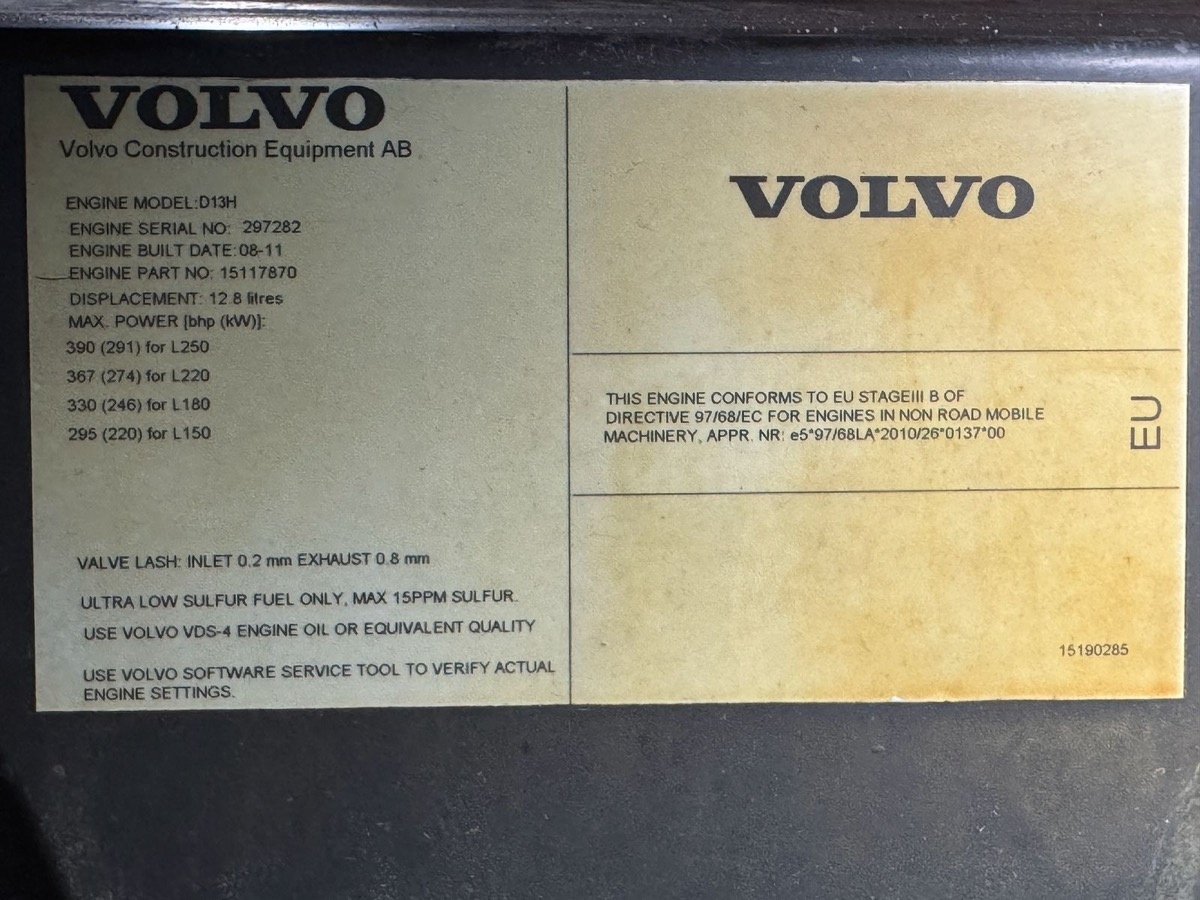 VOLVO
Volvo Construction Equipment AB
ENGINE MODEL:D13H
ENGINE SERIAL NO: 297282
ENGINE BUILT DATE:08-11
ENGINE PART NO: 15117870
DISPLACEMENT: 12.8 litres
MAX. POWER [bhp (kW)]:
390 (291) for L250
367 (274) for L220
330 (246) for L180
295 (220) for L150
VALVE LASH: INLET 0.2 mm EXHAUST 0.8 mm
ULTRA LOW SULFUR FUEL ONLY, MAX 15PPM SULFUR.
USE VOLVO VDS-4 ENGINE OIL OR EQUIVALENT QUALITY
USE VOLVO SOFTWARE SERVICE TOOL TO VERIFY ACTUAL
ENGINE SETTINGS.
VOLVO
THIS ENGINE CONFORMS TO EU STAGEIII B OF
DIRECTIVE 97/68/EC FOR ENGINES IN NON ROAD MOBILE
MACHINERY, APPR. NR: e5*97/68LA*2010/26*0137*00
EU
15190285